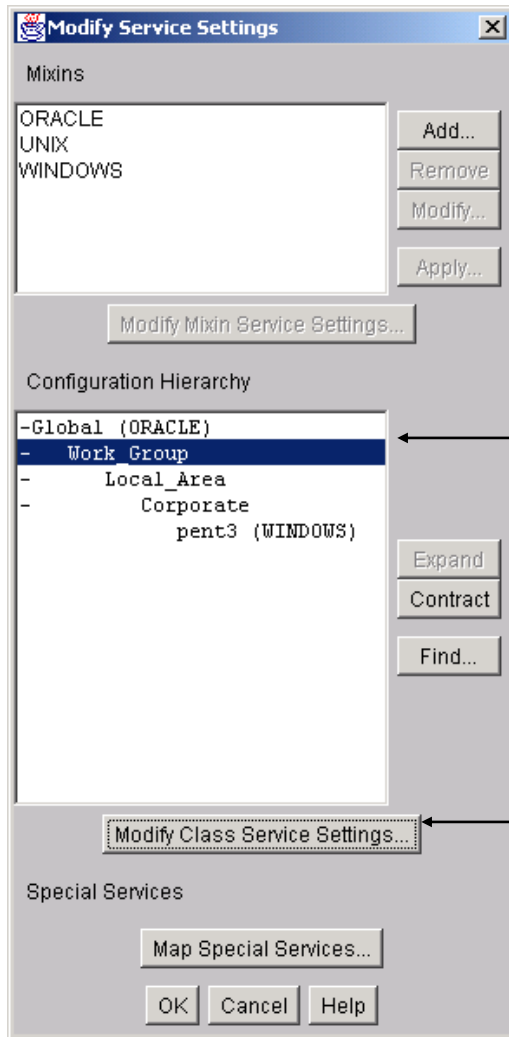 Modify Service Settings
Mixins
ORACLE
UNIX
WINDOWS
Add...
Remove
Modify...
Apply...
Modify Mixin Service Settings...
Configuration Hierarchy
-Global (ORACLE)
- Work_Group
- Local_Area
- Corporate
pent3 (WINDOWS)
Expand
Contract
Find...
Modify Class Service Settings...
Special Services
Map Special Services...
OK Cancel Help